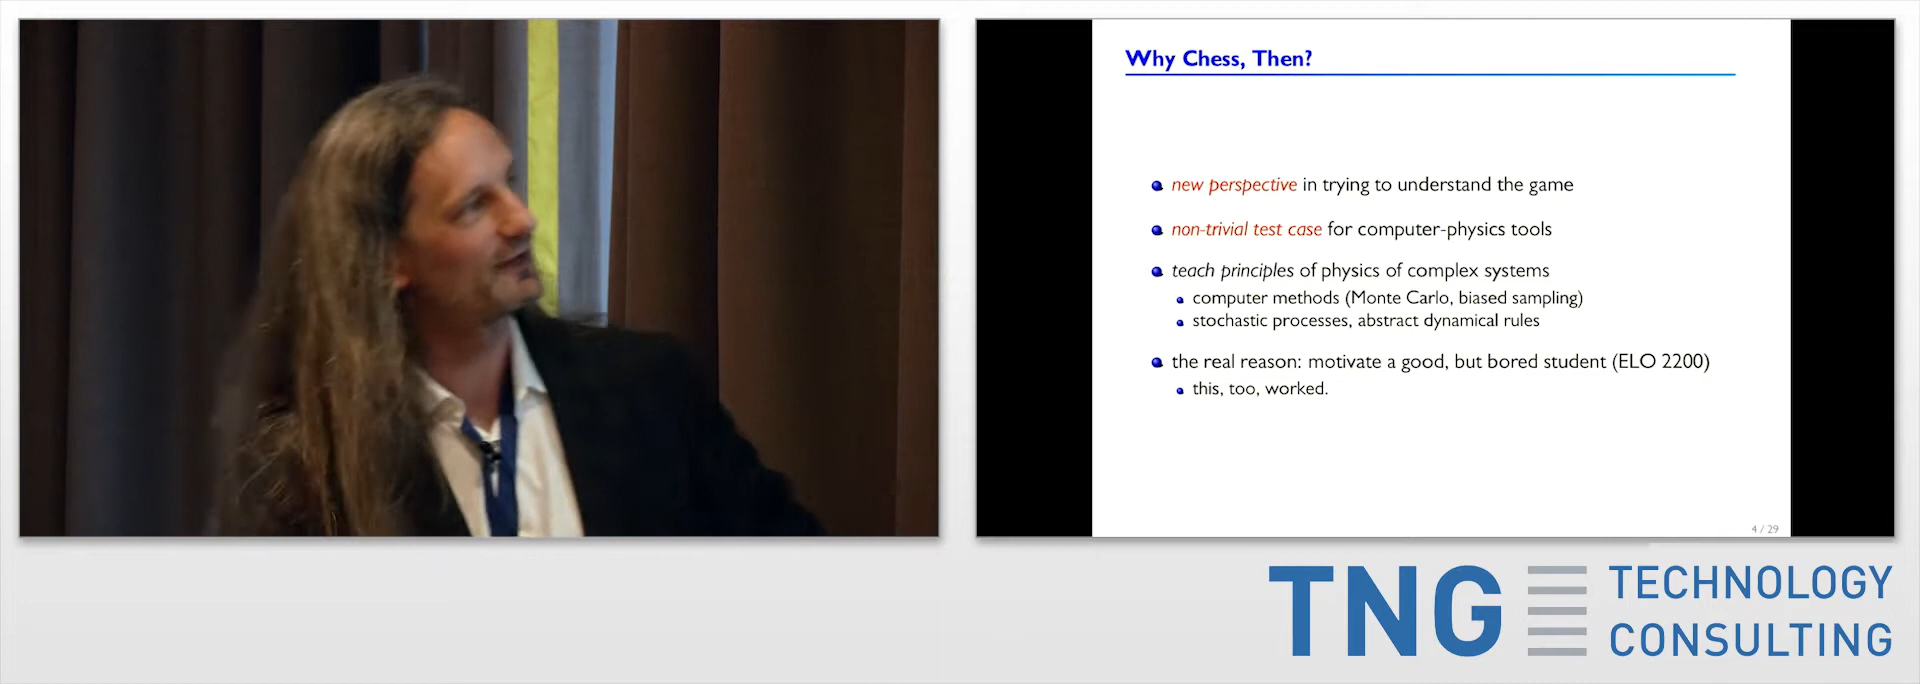 Why Chess, Then?
new perspective in trying to understand the game
non-trivial test case for computer-physics tools
teach principles of physics of complex systems
computer methods (Monte Carlo, biased sampling)
stochastic processes, abstract dynamical rules
the real reason: motivate a good, but bored student (ELO 2200)
this, too, worked.
4 / 29
TNG TECHNOLOGY
CONSULTING